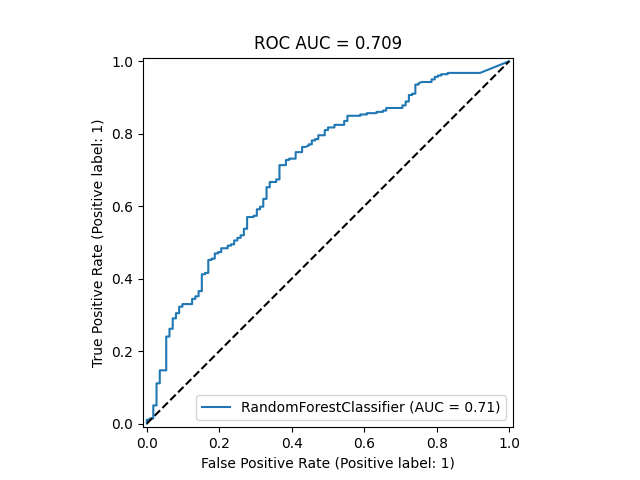 ROC AUC = 0.709
True Positive Rate (Positive label: 1)
1.0
0.8
0.6
0.4
0.2
0.0
RandomForestClassifier (AUC = 0.71)
0.0 0.2 0.4 0.6 0.8 1.0
False Positive Rate (Positive label: 1)